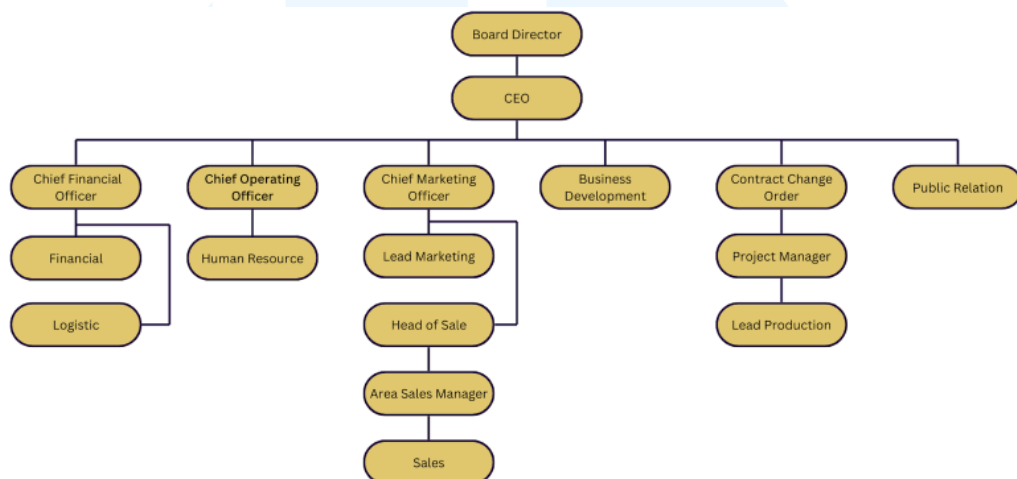 Board Director
CEO
Chief Financial
Officer
Chief Operating
Officer
Chief Marketing
Officer
Business
Development
Contract Change
Order
Public Relation
Financial
Human Resource
Lead Marketing
Project Manager
Logistic
Head of Sale
Lead Production
Area Sales Manager
Sales